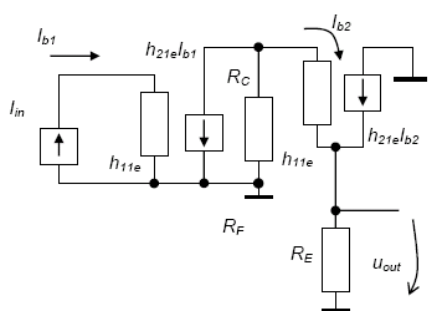 I_b1
h_21e I_b1
I_b2
R_C
I_in
h_11e
h_11e
h_21e I_b2
R_F
R_E
u_out